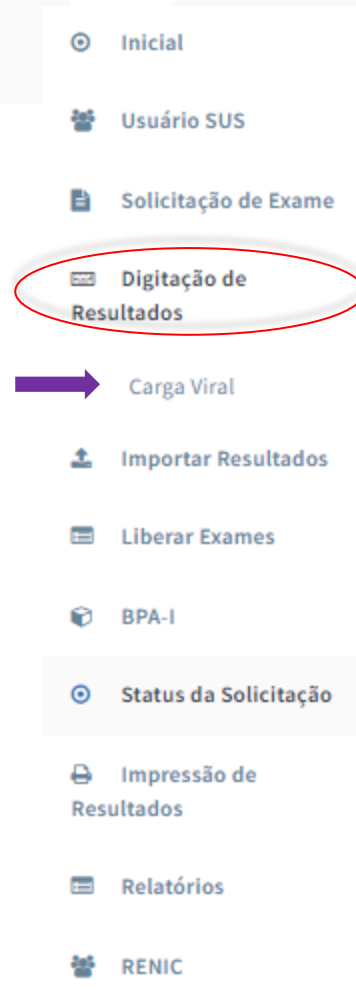 Inicial
Usuário SUS
Solicitação de Exame
Digitação de
Resultados
Carga Viral
Importar Resultados
Liberar Exames
BPA-I
Status da Solicitação
Impressão de
Resultados
Relatórios
RENIC